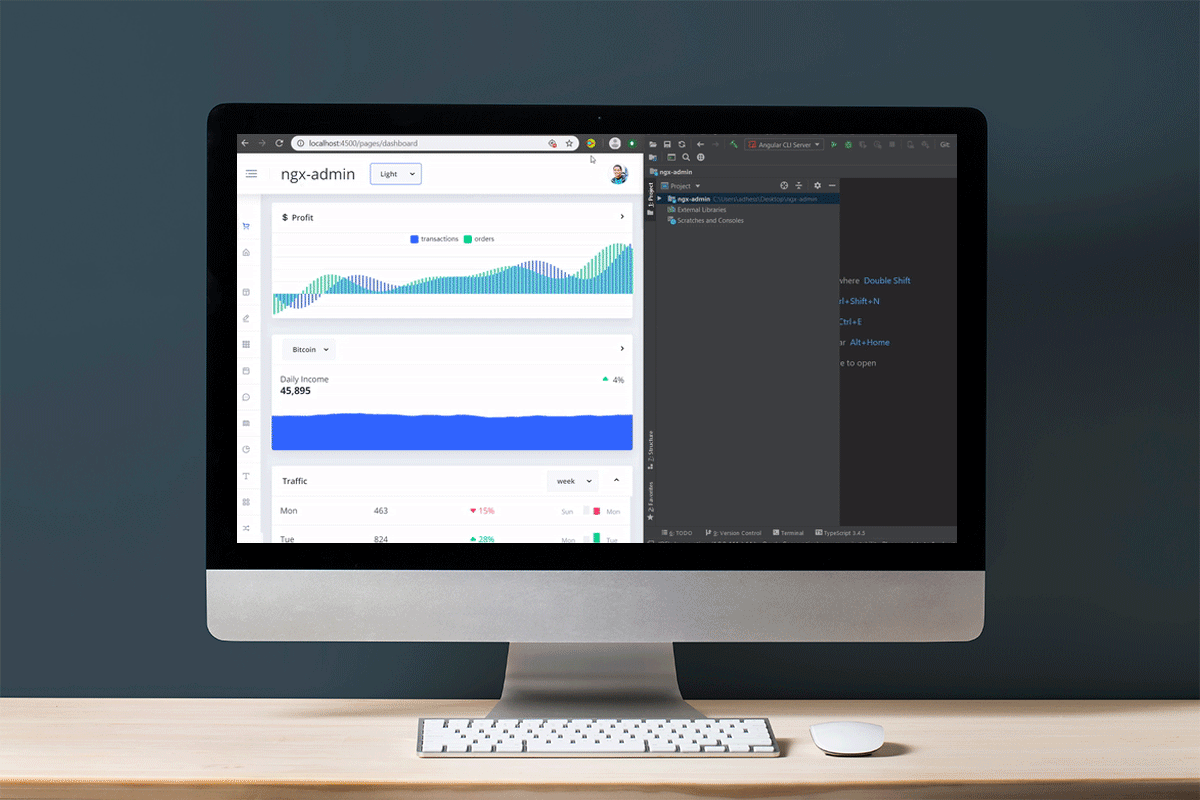 localhost:4500/pages/dashboard
ngx-admin
Light
$ Profit
transactions orders
Bitcoin
Daily Income
45,895
4%
Traffic
week
Mon 463 15% Sun Mon
Tue 824 28% Mon Tue
Angular CLI Server
Git
ngx-admin
1: Project
Project
ngx-admin C:\Users\adhess\Desktop\ngx-admin
External Libraries
Scratches and Consoles
where Double Shift
rl+Shift+N
Ctrl+E
ar Alt+Home
re to open
Z: Structure
2: Favorites
6: TODO 9: Version Control Terminal TypeScript 3.4.5